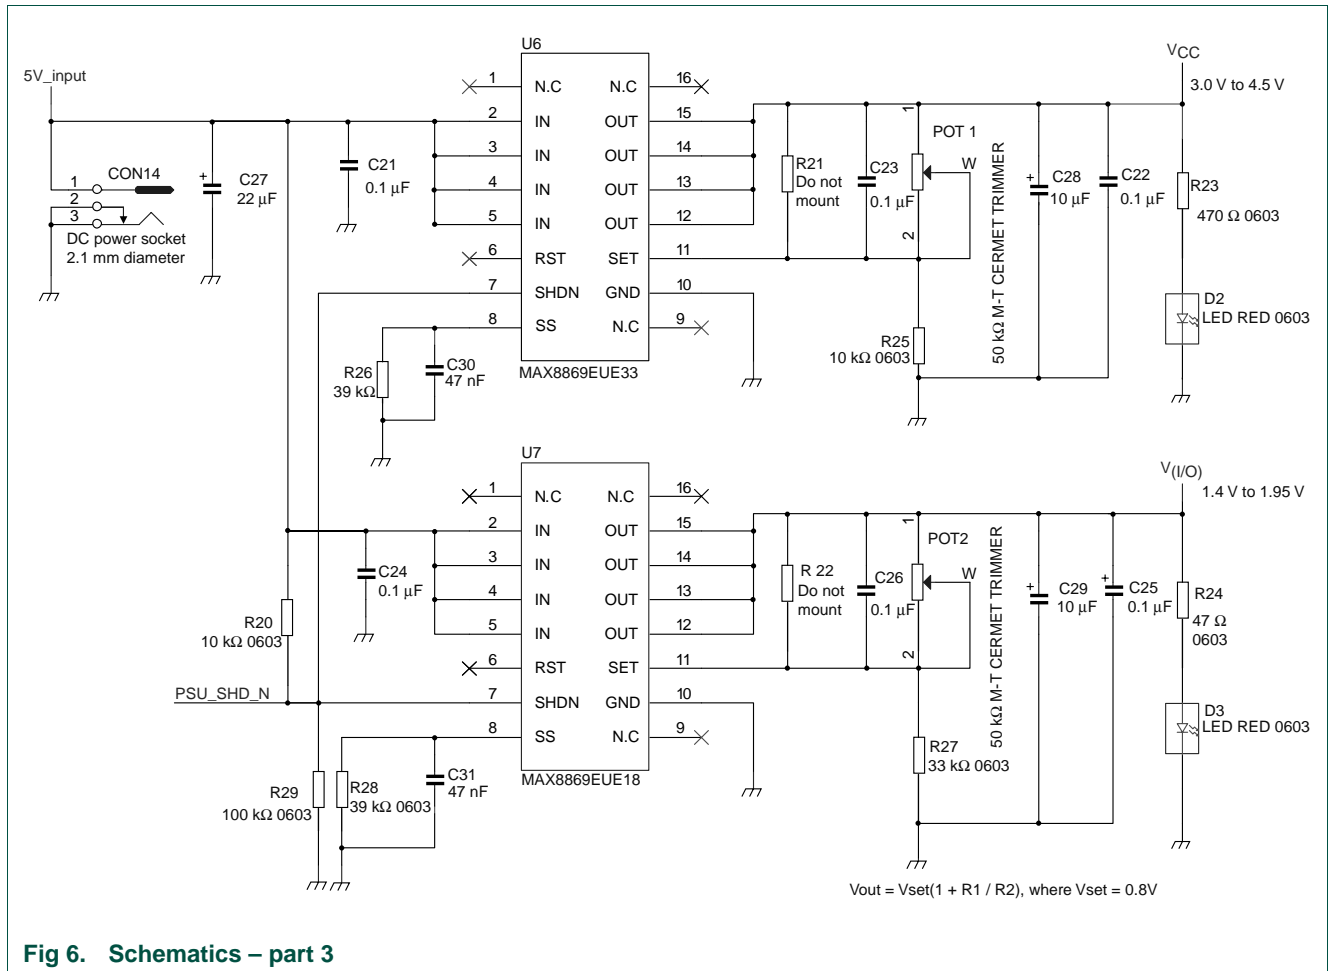 5V_input
1
CON14
2
3
DC power socket
2.1 mm diameter
+
C27
22 µF
C21
0.1 µF
U6
1 N.C N.C 16
2 IN OUT 15
3 IN OUT 14
4 IN OUT 13
5 IN OUT 12
6 RST SET 11
7 SHDN GND 10
8 SS N.C 9
MAX8869EUE33
R26
39 kΩ
C30
47 nF
R21
Do not
mount
C23
0.1 µF
1
POT 1
W
2
50 kΩ M-T CERMET TRIMMER
R25
10 kΩ 0603
+
C28
10 µF
C22
0.1 µF
VCC
3.0 V to 4.5 V
R23
470 Ω 0603
D2
LED RED 0603
U7
1 N.C N.C 16
2 IN OUT 15
3 IN OUT 14
4 IN OUT 13
5 IN OUT 12
6 RST SET 11
7 SHDN GND 10
8 SS N.C 9
MAX8869EUE18
C24
0.1 µF
R20
10 kΩ 0603
PSU_SHD_N
R29
100 kΩ 0603
R28
39 kΩ 0603
C31
47 nF
R 22
Do not
mount
C26
0.1 µF
1
POT2
W
2
50 kΩ M-T CERMET TRIMMER
R27
33 kΩ 0603
+
C29
10 µF
+
C25
0.1 µF
V(I/O)
1.4 V to 1.95 V
R24
47 Ω
0603
D3
LED RED 0603
Vout = Vset(1 + R1 / R2), where Vset = 0.8V
Fig 6. Schematics – part 3